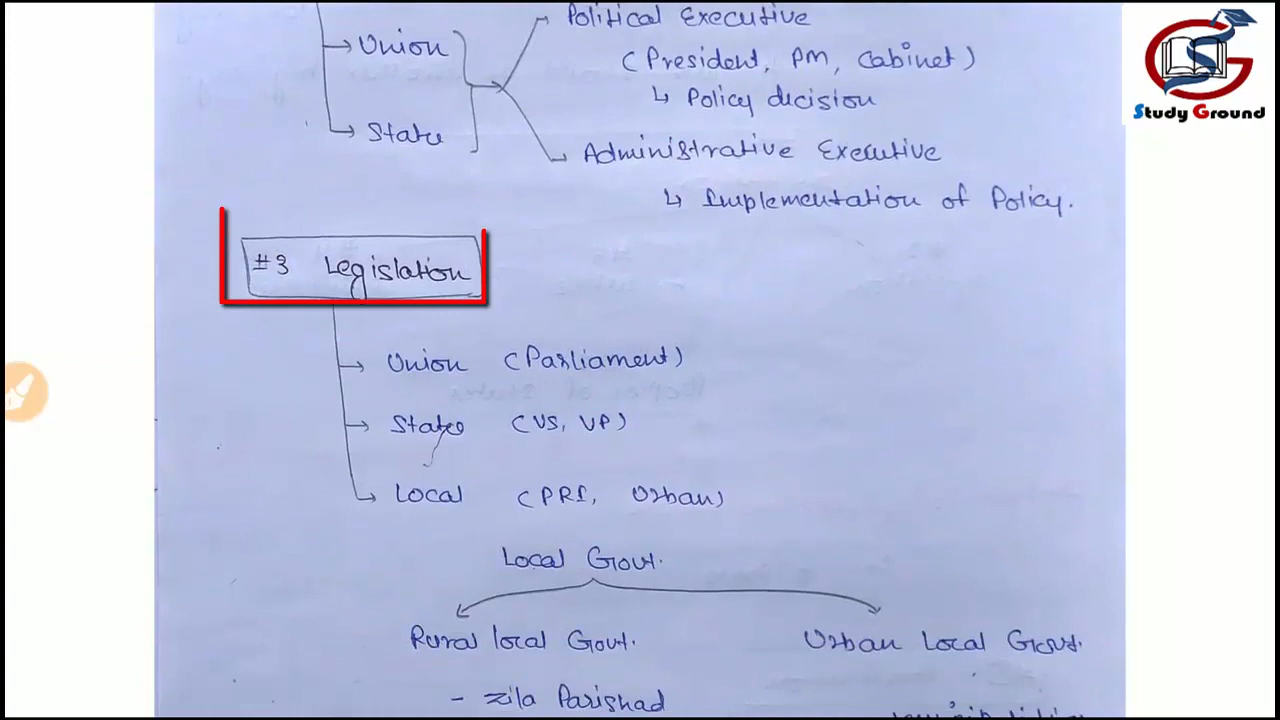 Political Executive
→ Union
(President, PM, Cabinet)
↳ Policy decision
→ State
Administrative Executive
↳ Implementation of Policy.
Study Ground
#3 Legislation
→ Union (Parliament)
→ State (VS, VP)
→ Local (PRI, Urban)
Local Govt.
Rural local Govt. Urban Local Govt.
- Zila Parishad